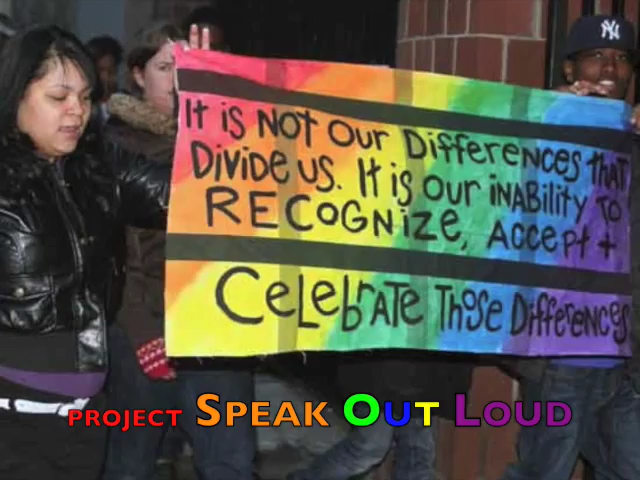 NY
It is Not Our Differences that
Divide us. It is our inability to
RECOGNize, Accept +
Celebrate Those Differences
PROJECT SPEAK OUT LOUD